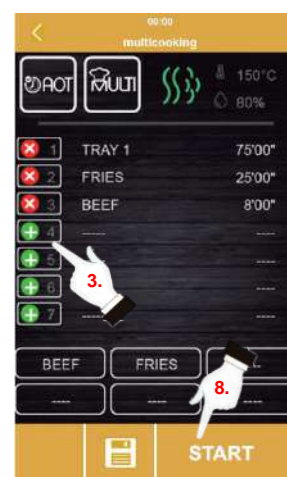 00:00
multicooking
AOT MULTI 150°C
80%
1 TRAY 1 75'00"
2 FRIES 25'00"
3 BEEF 8'00"
4 ----- ----
5 ----
3.
6 ----
7 ----- ----
BEEF FRIES
8.
---- ---- ----
START